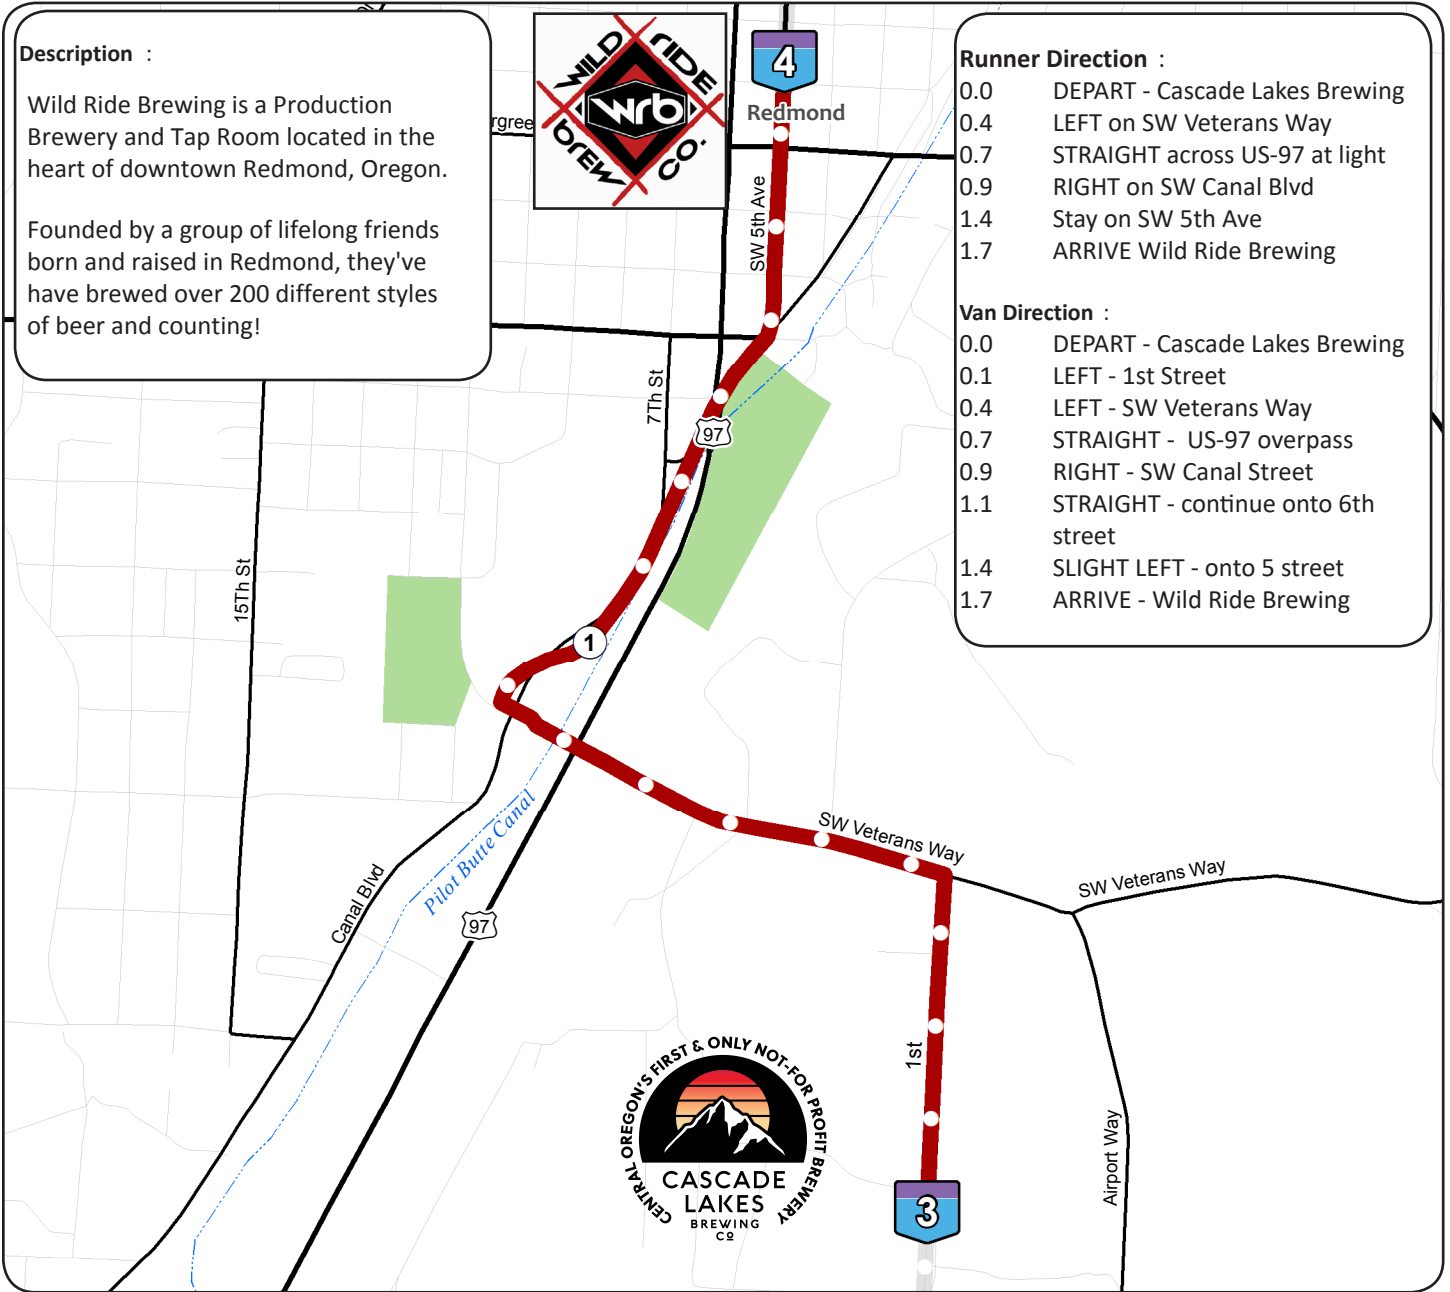 Description :
Wild Ride Brewing is a Production
Brewery and Tap Room located in the
heart of downtown Redmond, Oregon.
Founded by a group of lifelong friends
born and raised in Redmond, they've
have brewed over 200 different styles
of beer and counting!
WILD RIDE
wrb
BREW CO.
4
Redmond
Runner Direction :
0.0 DEPART - Cascade Lakes Brewing
0.4 LEFT on SW Veterans Way
0.7 STRAIGHT across US-97 at light
0.9 RIGHT on SW Canal Blvd
1.4 Stay on SW 5th Ave
1.7 ARRIVE Wild Ride Brewing
Van Direction :
0.0 DEPART - Cascade Lakes Brewing
0.1 LEFT - 1st Street
0.4 LEFT - SW Veterans Way
0.7 STRAIGHT -  US-97 overpass
0.9 RIGHT - SW Canal Street
1.1 STRAIGHT - continue onto 6th
street
1.4 SLIGHT LEFT - onto 5 street
1.7 ARRIVE - Wild Ride Brewing
rgree
SW 5th Ave
7Th St
97
15Th St
1
Pilot Butte Canal
Canal Blvd
97
SW Veterans Way
SW Veterans Way
1st
Airport Way
CENTRAL OREGON'S FIRST & ONLY NOT-FOR PROFIT BREWERY
CASCADE
LAKES
BREWING
CO
3